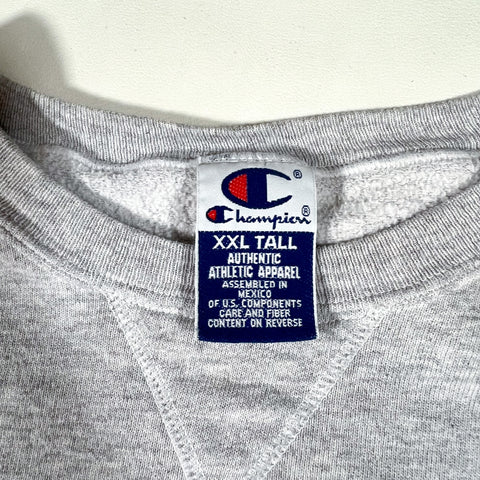 C®
Champion®
XXL TALL
AUTHENTIC
ATHLETIC APPAREL
ASSEMBLED IN
MEXICO
OF U.S. COMPONENTS
CARE AND FIBER
CONTENT ON REVERSE